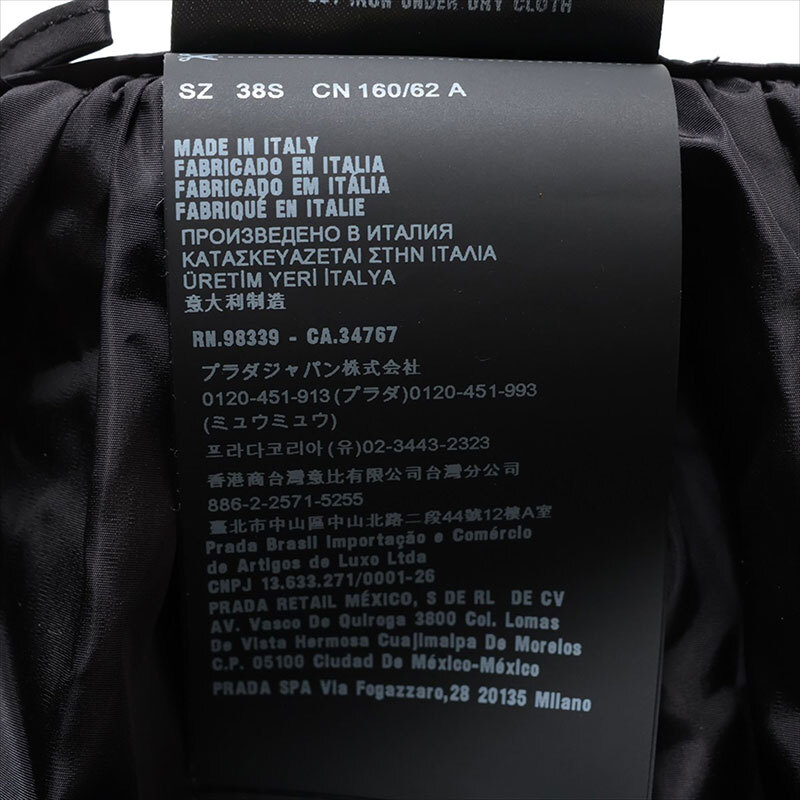 IRON UNDER DRY CLOTH
SZ 38S CN 160/62 A
MADE IN ITALY
FABRICADO EN ITALIA
FABRICADO EM ITÁLIA
FABRIQUÉ EN ITALIE
ПРОИЗВЕДЕНО В ИТАЛИЯ
ΚΑΤΑΣΚΕΥΑΖΕΤΑΙ ΣΤΗΝ ΙΤΑΛΙΑ
ÜRETİM YERİ İTALYA
意大利制造
RN.98339 - CA.34767
プラダジャパン株式会社
0120-451-913(プラダ)0120-451-993
(ミュウミュウ)
프라다코리아(유)02-3443-2323
香港商台灣意比有限公司台灣分公司
886-2-2571-5255
臺北市中山區中山北路二段44號12樓A室
Prada Brasil Importação e Comércio
de Artigos de Luxo Ltda
CNPJ 13.633.271/0001-26
PRADA RETAIL MÉXICO, S DE RL DE CV
AV. Vasco De Quiroga 3800 Col. Lomas
De Vista Hermosa Cuajimalpa De Morelos
C.P. 05100 Ciudad De México-México
PRADA SPA Via Fogazzaro,28 20135 Milano